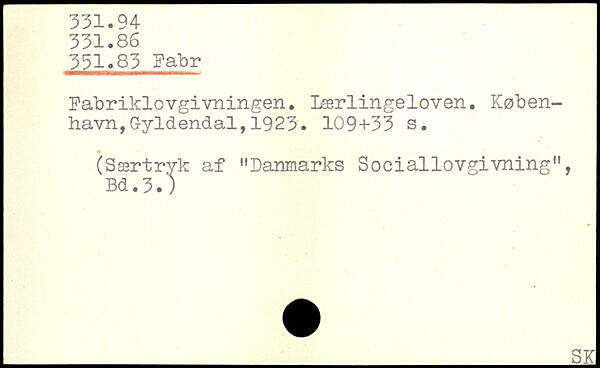 331.94
331.86
351.83 Fabr
Fabriklovgivningen. Lærlingeloven. Køben-
havn,Gyldendal,1923. 109+33 s.
(Særtryk af "Danmarks Sociallovgivning",
Bd.3.)
SK